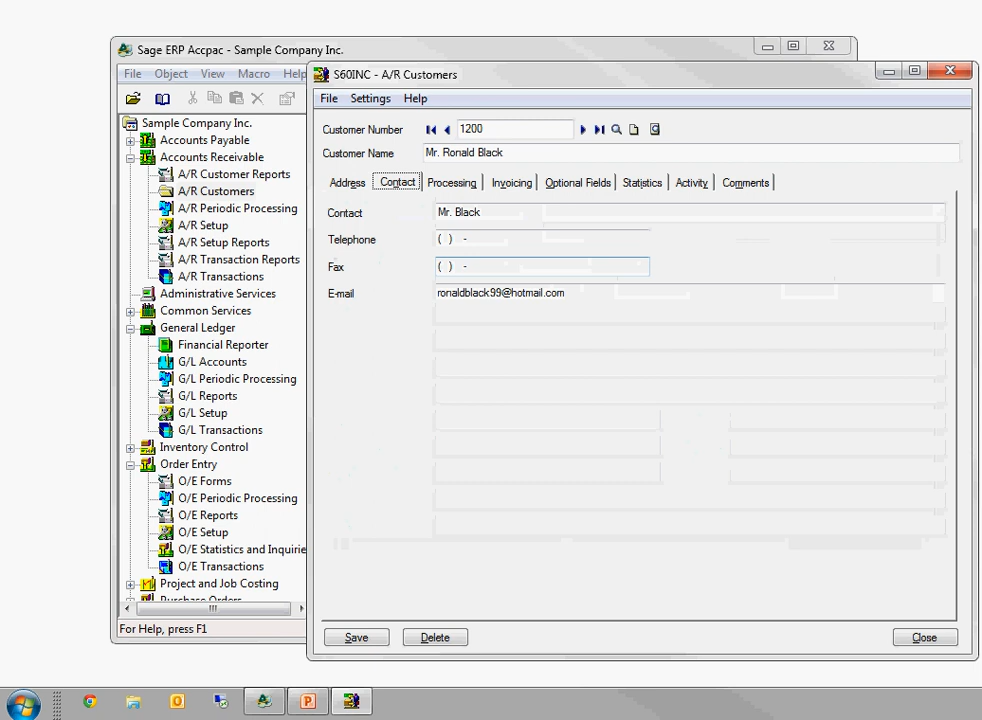 Sage ERP Accpac - Sample Company Inc.
File Object View Macro Help
Sample Company Inc.
Accounts Payable
Accounts Receivable
A/R Customer Reports
A/R Customers
A/R Periodic Processing
A/R Setup
A/R Setup Reports
A/R Transaction Reports
A/R Transactions
Administrative Services
Common Services
General Ledger
Financial Reporter
G/L Accounts
G/L Periodic Processing
G/L Reports
G/L Setup
G/L Transactions
Inventory Control
Order Entry
O/E Forms
O/E Periodic Processing
O/E Reports
O/E Setup
O/E Statistics and Inquirie
O/E Transactions
Project and Job Costing
Purchase Orders
For Help, press F1
S60INC - A/R Customers
File Settings Help
Customer Number 1200
Customer Name Mr. Ronald Black
Address Contact Processing Invoicing Optional Fields Statistics Activity Comments
Contact Mr. Black
Telephone ( ) -
Fax ( ) -
E-mail ronaldblack99@hotmail.com
Save Delete Close